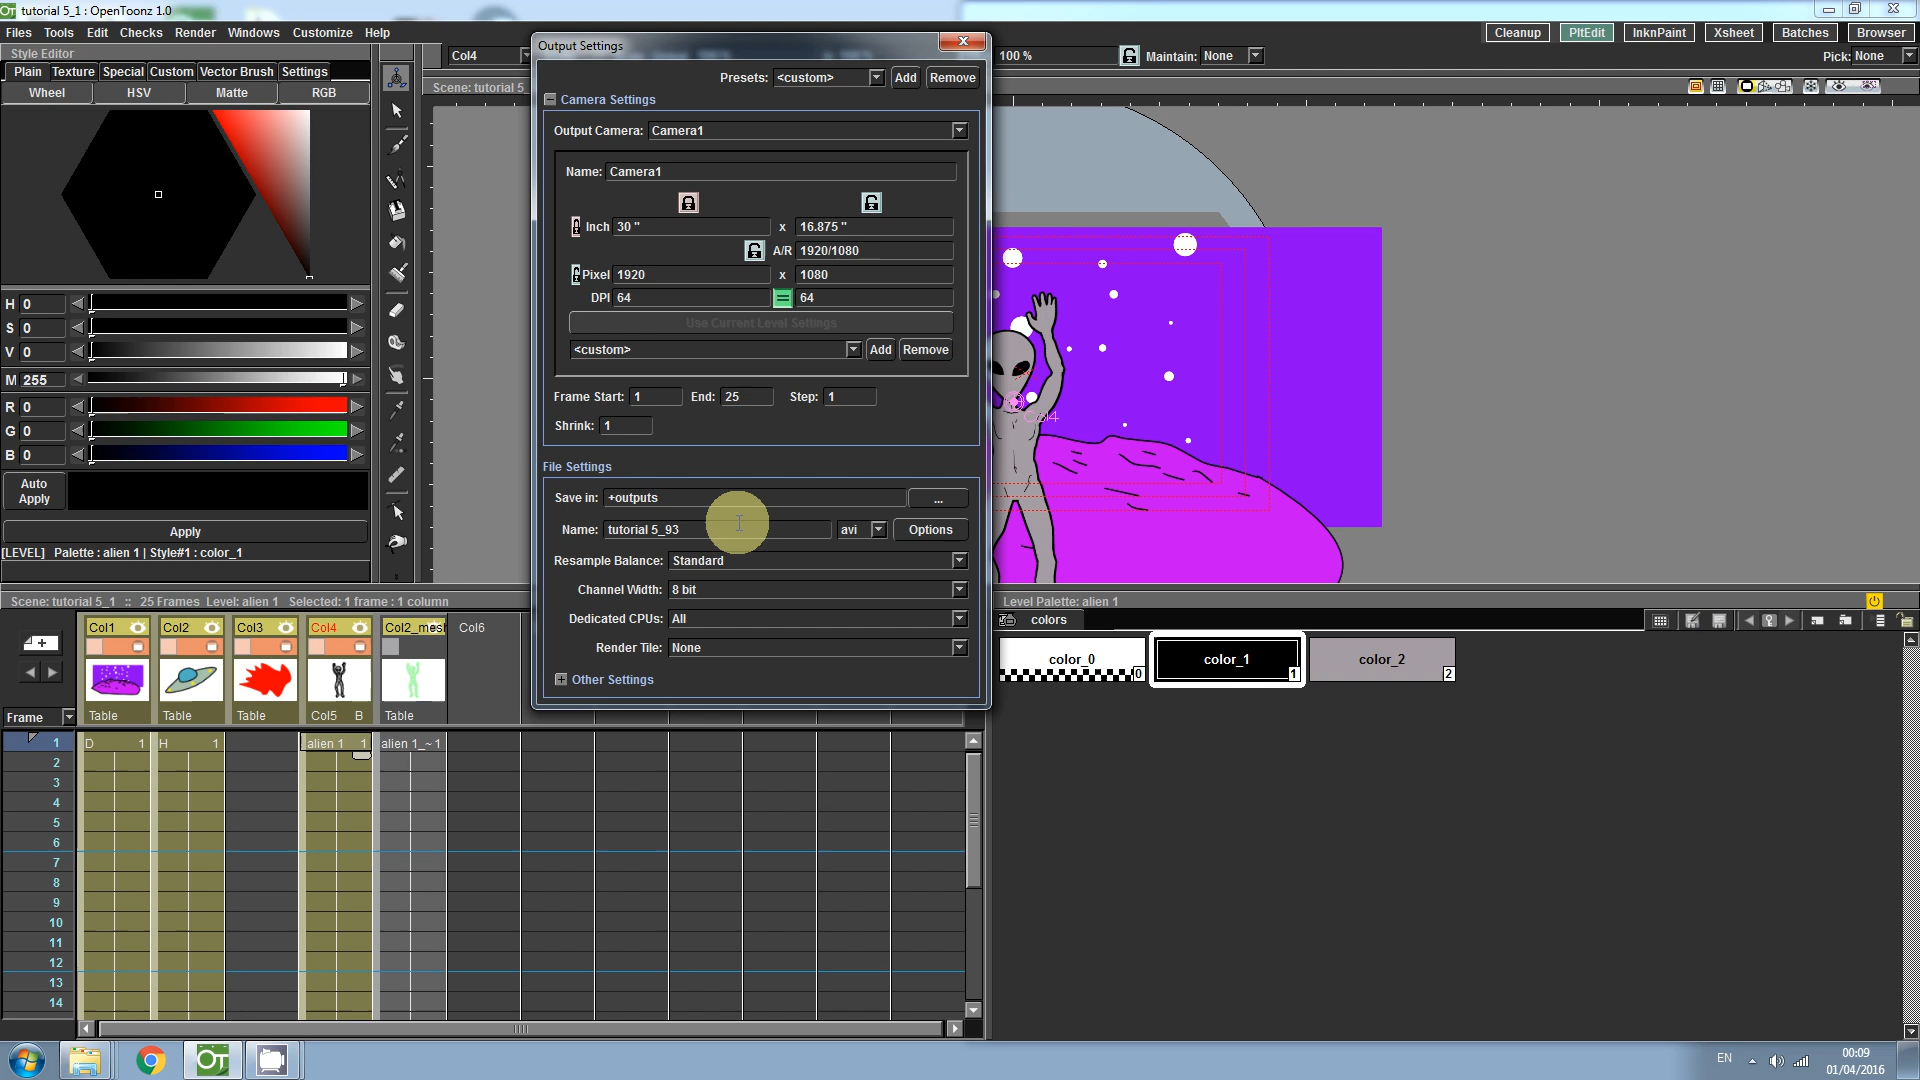 tutorial 5_1 : OpenToonz 1.0
Files Tools Edit Checks Render Windows Customize Help
Cleanup PltEdit InknPaint Xsheet Batches Browser
Style Editor
Plain Texture Special Custom Vector Brush Settings
Wheel HSV Matte RGB
H 0
S 0
V 0
M 255
R 0
G 0
B 0
Auto
Apply
Apply
[LEVEL] Palette : alien 1 | Style#1 : color_1
Col4
100 %
Maintain: None
Pick: None
Scene: tutorial 5_
Output Settings
Presets: <custom> Add Remove
Camera Settings
Output Camera: Camera1
Name: Camera1
Inch 30 " x 16.875 "
A/R 1920/1080
Pixel 1920 x 1080
DPI 64 = 64
Use Current Level Settings
<custom> Add Remove
Frame Start: 1 End: 25 Step: 1
Shrink: 1
File Settings
Save in: +outputs ...
Name: tutorial 5_93 avi Options
Resample Balance: Standard
Channel Width: 8 bit
Dedicated CPUs: All
Render Tile: None
Other Settings
Col4
Scene: tutorial 5_1 :: 25 Frames Level: alien 1 Selected: 1 frame : 1 column
Col1 Col2 Col3 Col4 Col2_mesh Col6
Table Table Table Col5 B Table
Frame
1 D 1 H 1 alien 1 1 alien 1_~1
2
3
4
5
6
7
8
9
10
11
12
13
14
Level Palette: alien 1
colors
color_0 0
color_1 1
color_2 2
EN
00:09
01/04/2016